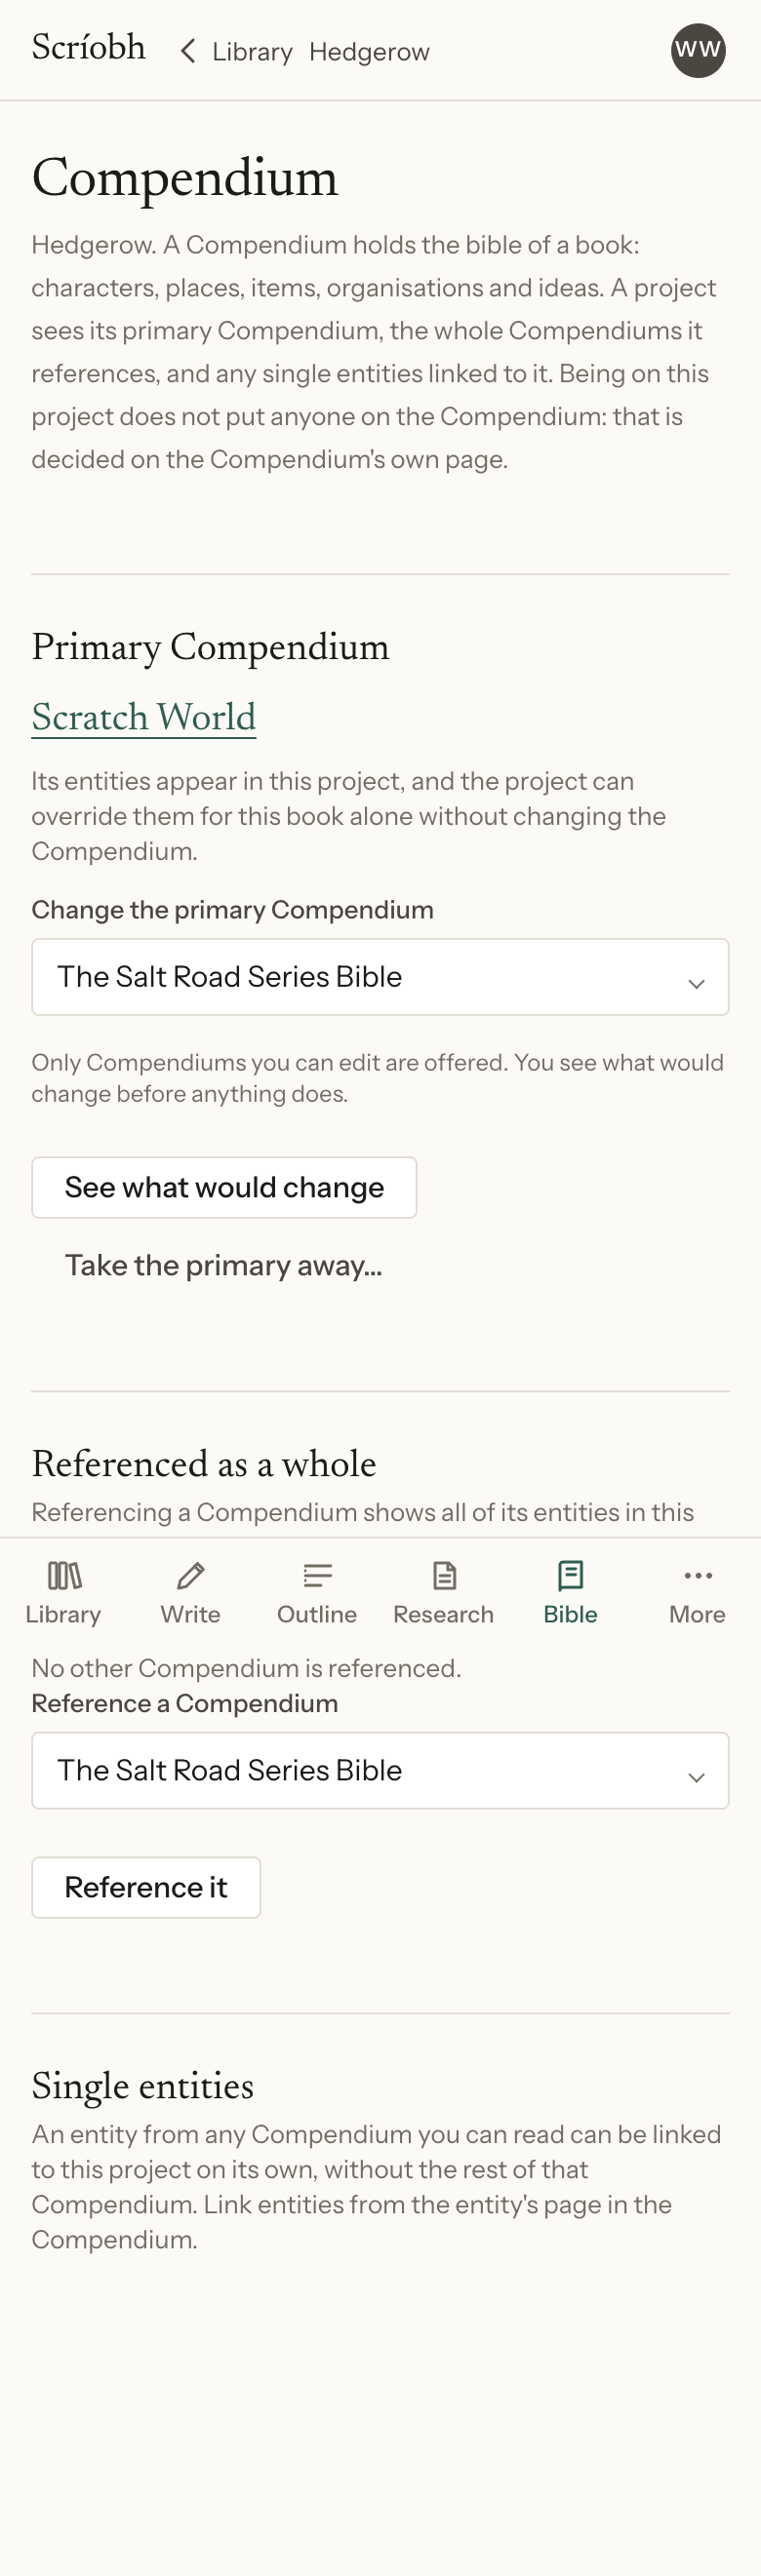 Scríobh
Library Hedgerow
WW
Compendium
Hedgerow. A Compendium holds the bible of a book:
characters, places, items, organisations and ideas. A project
sees its primary Compendium, the whole Compendiums it
references, and any single entities linked to it. Being on this
project does not put anyone on the Compendium: that is
decided on the Compendium's own page.
Primary Compendium
Scratch World
Its entities appear in this project, and the project can
override them for this book alone without changing the
Compendium.
Change the primary Compendium
The Salt Road Series Bible
Only Compendiums you can edit are offered. You see what would
change before anything does.
See what would change
Take the primary away...
Referenced as a whole
Referencing a Compendium shows all of its entities in this
Library Write Outline Research Bible More
No other Compendium is referenced.
Reference a Compendium
The Salt Road Series Bible
Reference it
Single entities
An entity from any Compendium you can read can be linked
to this project on its own, without the rest of that
Compendium. Link entities from the entity's page in the
Compendium.